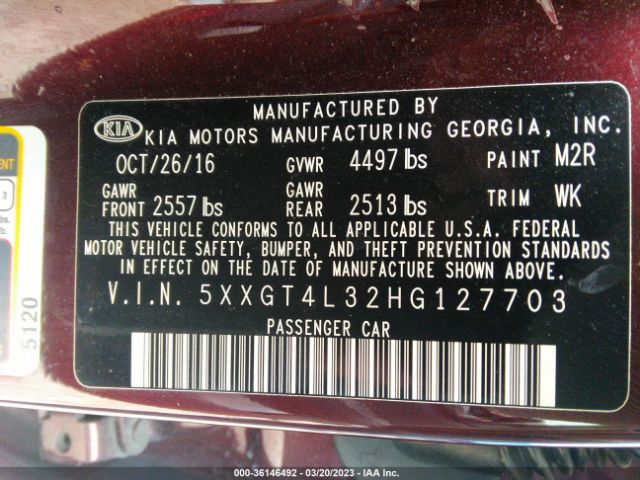 MANUFACTURED BY
KIA KIA MOTORS MANUFACTURING GEORGIA, INC.
OCT/26/16 GVWR 4497 lbs PAINT M2R
GAWR FRONT 2557 lbs GAWR REAR 2513 lbs TRIM WK
THIS VEHICLE CONFORMS TO ALL APPLICABLE U.S.A. FEDERAL
MOTOR VEHICLE SAFETY, BUMPER, AND THEFT PREVENTION STANDARDS
IN EFFECT ON THE DATE OF MANUFACTURE SHOWN ABOVE.
V.I.N. 5XXGT4L32HG127703
PASSENGER CAR
5120
3
000-36146492 - 03/20/2023 - IAA Inc.